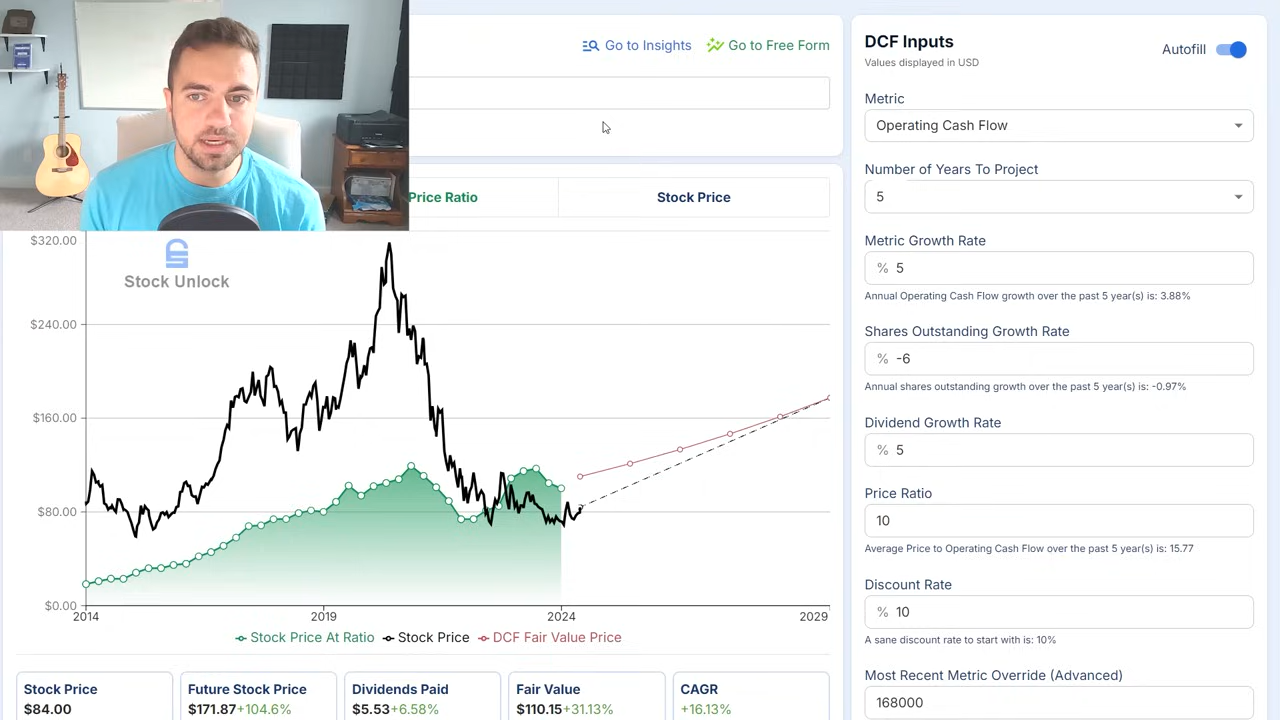 Go to Insights
Go to Free Form
Price Ratio
Stock Price
$320.00
$240.00
$160.00
$80.00
$0.00
Stock Unlock
2014
2019
2024
2029
Stock Price At Ratio
Stock Price
DCF Fair Value Price
Stock Price
$84.00
Future Stock Price
$171.87+104.6%
Dividends Paid
$5.53+6.58%
Fair Value
$110.15+31.13%
CAGR
+16.13%
DCF Inputs
Autofill
Values displayed in USD
Metric
Operating Cash Flow
Number of Years To Project
5
Metric Growth Rate
% 5
Annual Operating Cash Flow growth over the past 5 year(s) is: 3.88%
Shares Outstanding Growth Rate
% -6
Annual shares outstanding growth over the past 5 year(s) is: -0.97%
Dividend Growth Rate
% 5
Price Ratio
10
Average Price to Operating Cash Flow over the past 5 year(s) is: 15.77
Discount Rate
% 10
A sane discount rate to start with is: 10%
Most Recent Metric Override (Advanced)
168000